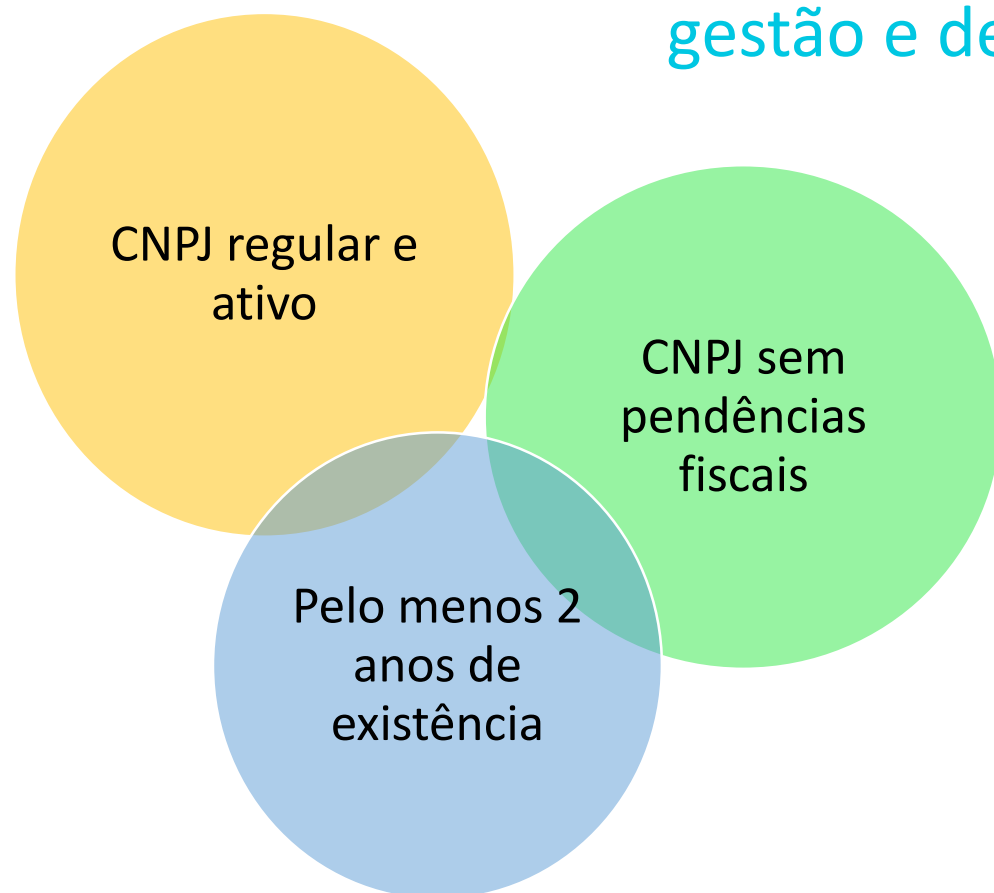 gestão e de
CNPJ regular e
ativo
CNPJ sem
pendências
fiscais
Pelo menos 2
anos de
existência